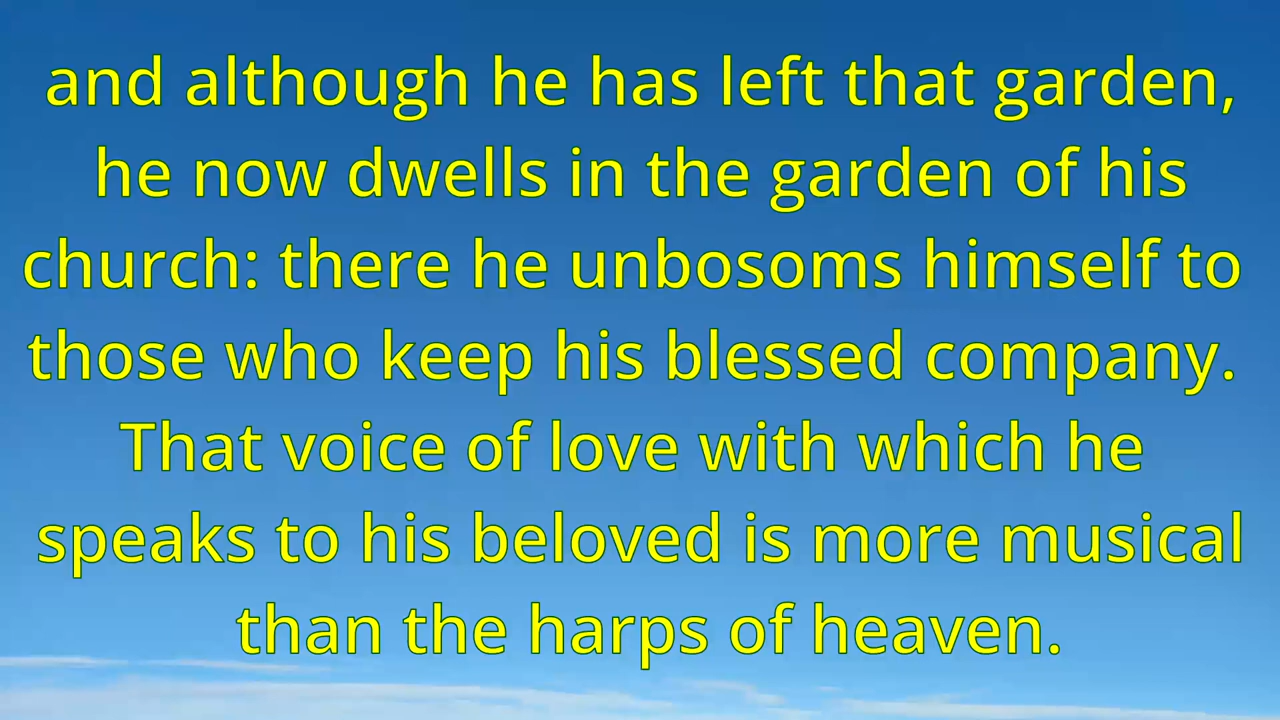 and although he has left that garden,
he now dwells in the garden of his
church: there he unbosoms himself to
those who keep his blessed company.
That voice of love with which he
speaks to his beloved is more musical
than the harps of heaven.